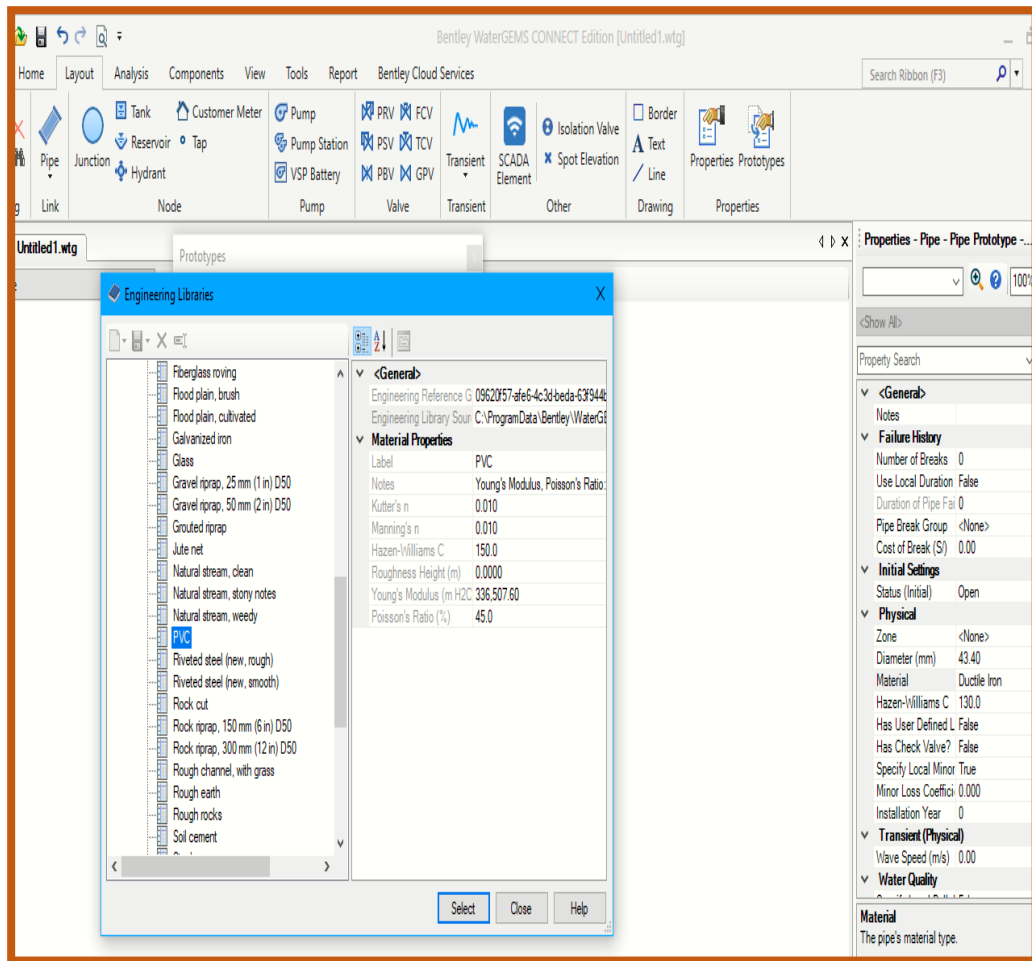 Bentley WaterGEMS CONNECT Edition [Untitled1.wtg]
Home Layout Analysis Components View Tools Report Bentley Cloud Services
Search Ribbon (F3)
Pipe
Link
Junction
Tank
Reservoir
Hydrant
Customer Meter
Tap
Node
Pump
Pump Station
VSP Battery
Pump
PRV FCV
PSV TCV
PBV GPV
Valve
Transient
Transient
SCADA
Element
Isolation Valve
Spot Elevation
Other
Border
Text
Line
Drawing
Properties Prototypes
Properties
Untitled1.wtg
Prototypes
Engineering Libraries
Fiberglass roving
Flood plain, brush
Flood plain, cultivated
Galvanized iron
Glass
Gravel riprap, 25 mm (1 in) D50
Gravel riprap, 50 mm (2 in) D50
Grouted riprap
Jute net
Natural stream, clean
Natural stream, stony notes
Natural stream, weedy
PVC
Riveted steel (new, rough)
Riveted steel (new, smooth)
Rock cut
Rock riprap, 150 mm (6 in) D50
Rock riprap, 300 mm (12 in) D50
Rough channel, with grass
Rough earth
Rough rocks
Soil cement
<General>
Engineering Reference G 09620f57-afe6-4c3d-beda-63f944b
Engineering Library Sour C:\ProgramData\Bentley\WaterGE
Material Properties
Label PVC
Notes Young's Modulus, Poisson's Ratio:
Kutter's n 0.010
Manning's n 0.010
Hazen-Williams C 150.0
Roughness Height (m) 0.0000
Young's Modulus (m H2C 336,507.60
Poisson's Ratio (%) 45.0
Select Close Help
Properties - Pipe - Pipe Prototype -...
100%
<Show All>
Property Search
<General>
Notes
Failure History
Number of Breaks 0
Use Local Duration False
Duration of Pipe Fai 0
Pipe Break Group <None>
Cost of Break (S/) 0.00
Initial Settings
Status (Initial) Open
Physical
Zone <None>
Diameter (mm) 43.40
Material Ductile Iron
Hazen-Williams C 130.0
Has User Defined L False
Has Check Valve? False
Specify Local Minor True
Minor Loss Coeffici 0.000
Installation Year 0
Transient (Physical)
Wave Speed (m/s) 0.00
Water Quality
Material
The pipe's material type.